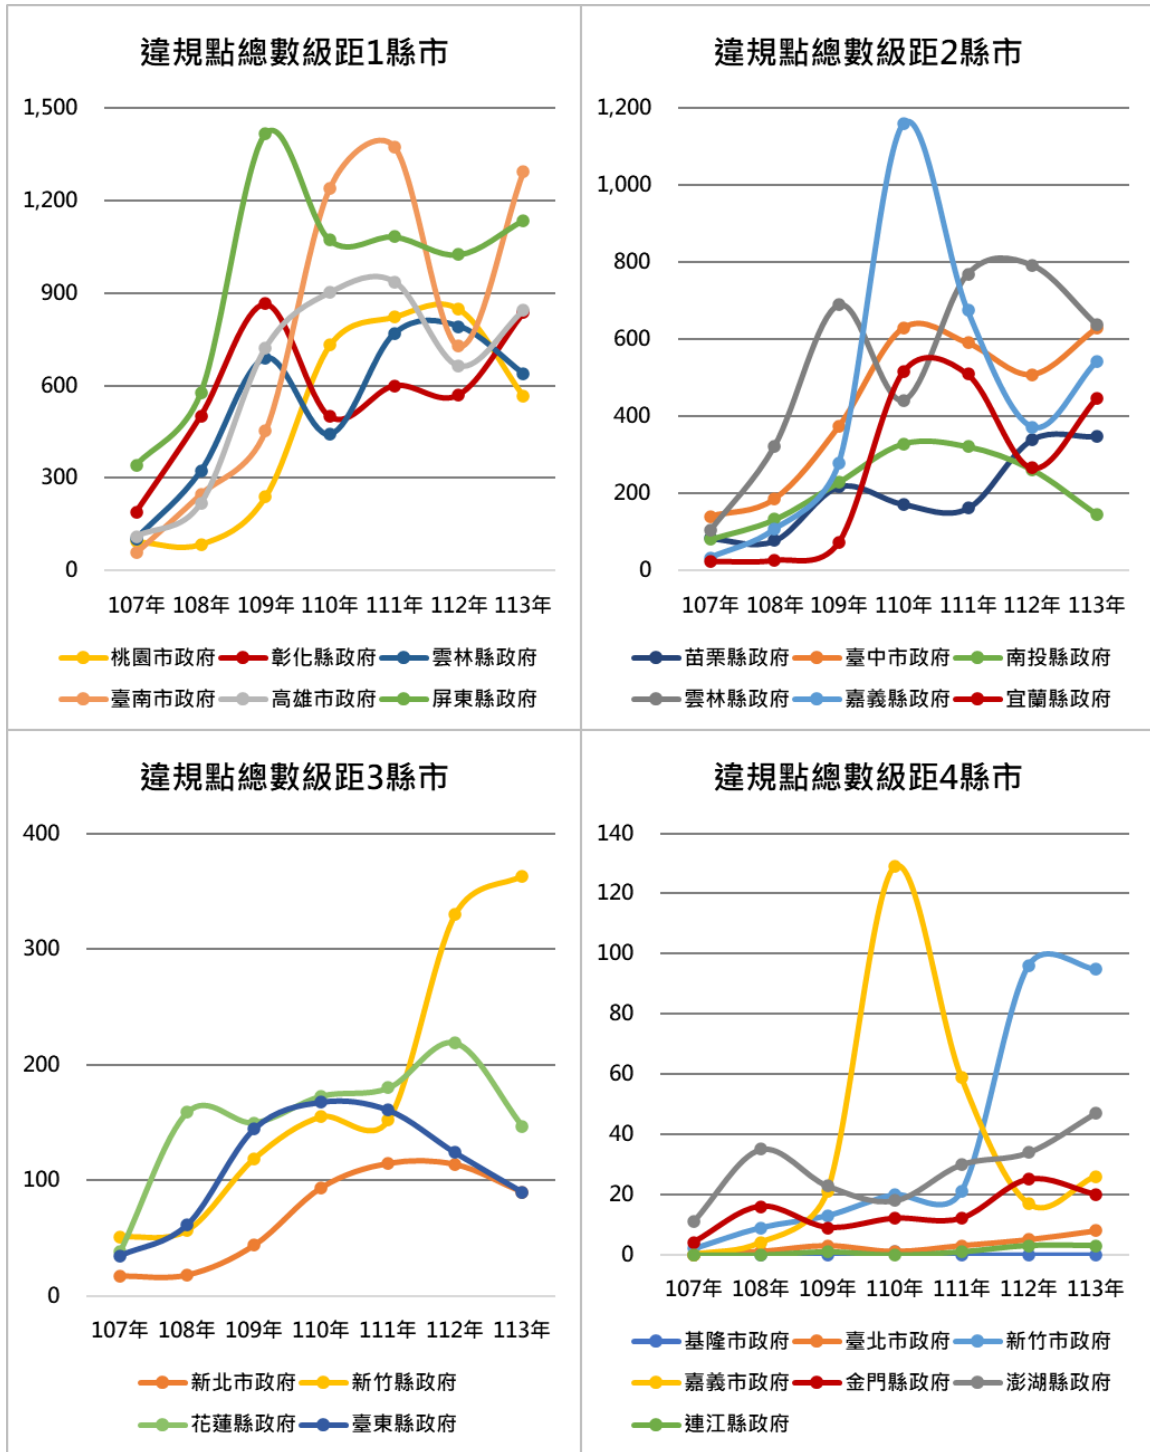 違規點總數級距1縣市
1,500
1,200
900
600
300
0
107年 108年 109年 110年 111年 112年 113年
桃園市政府 彰化縣政府 雲林縣政府
臺南市政府 高雄市政府 屏東縣政府
違規點總數級距2縣市
1,200
1,000
800
600
400
200
0
107年 108年 109年 110年 111年 112年 113年
苗栗縣政府 臺中市政府 南投縣政府
雲林縣政府 嘉義縣政府 宜蘭縣政府
違規點總數級距3縣市
400
300
200
100
0
107年 108年 109年 110年 111年 112年 113年
新北市政府 新竹縣政府
花蓮縣政府 臺東縣政府
違規點總數級距4縣市
140
120
100
80
60
40
20
0
107年 108年 109年 110年 111年 112年 113年
基隆市政府 臺北市政府 新竹市政府
嘉義市政府 金門縣政府 澎湖縣政府
連江縣政府